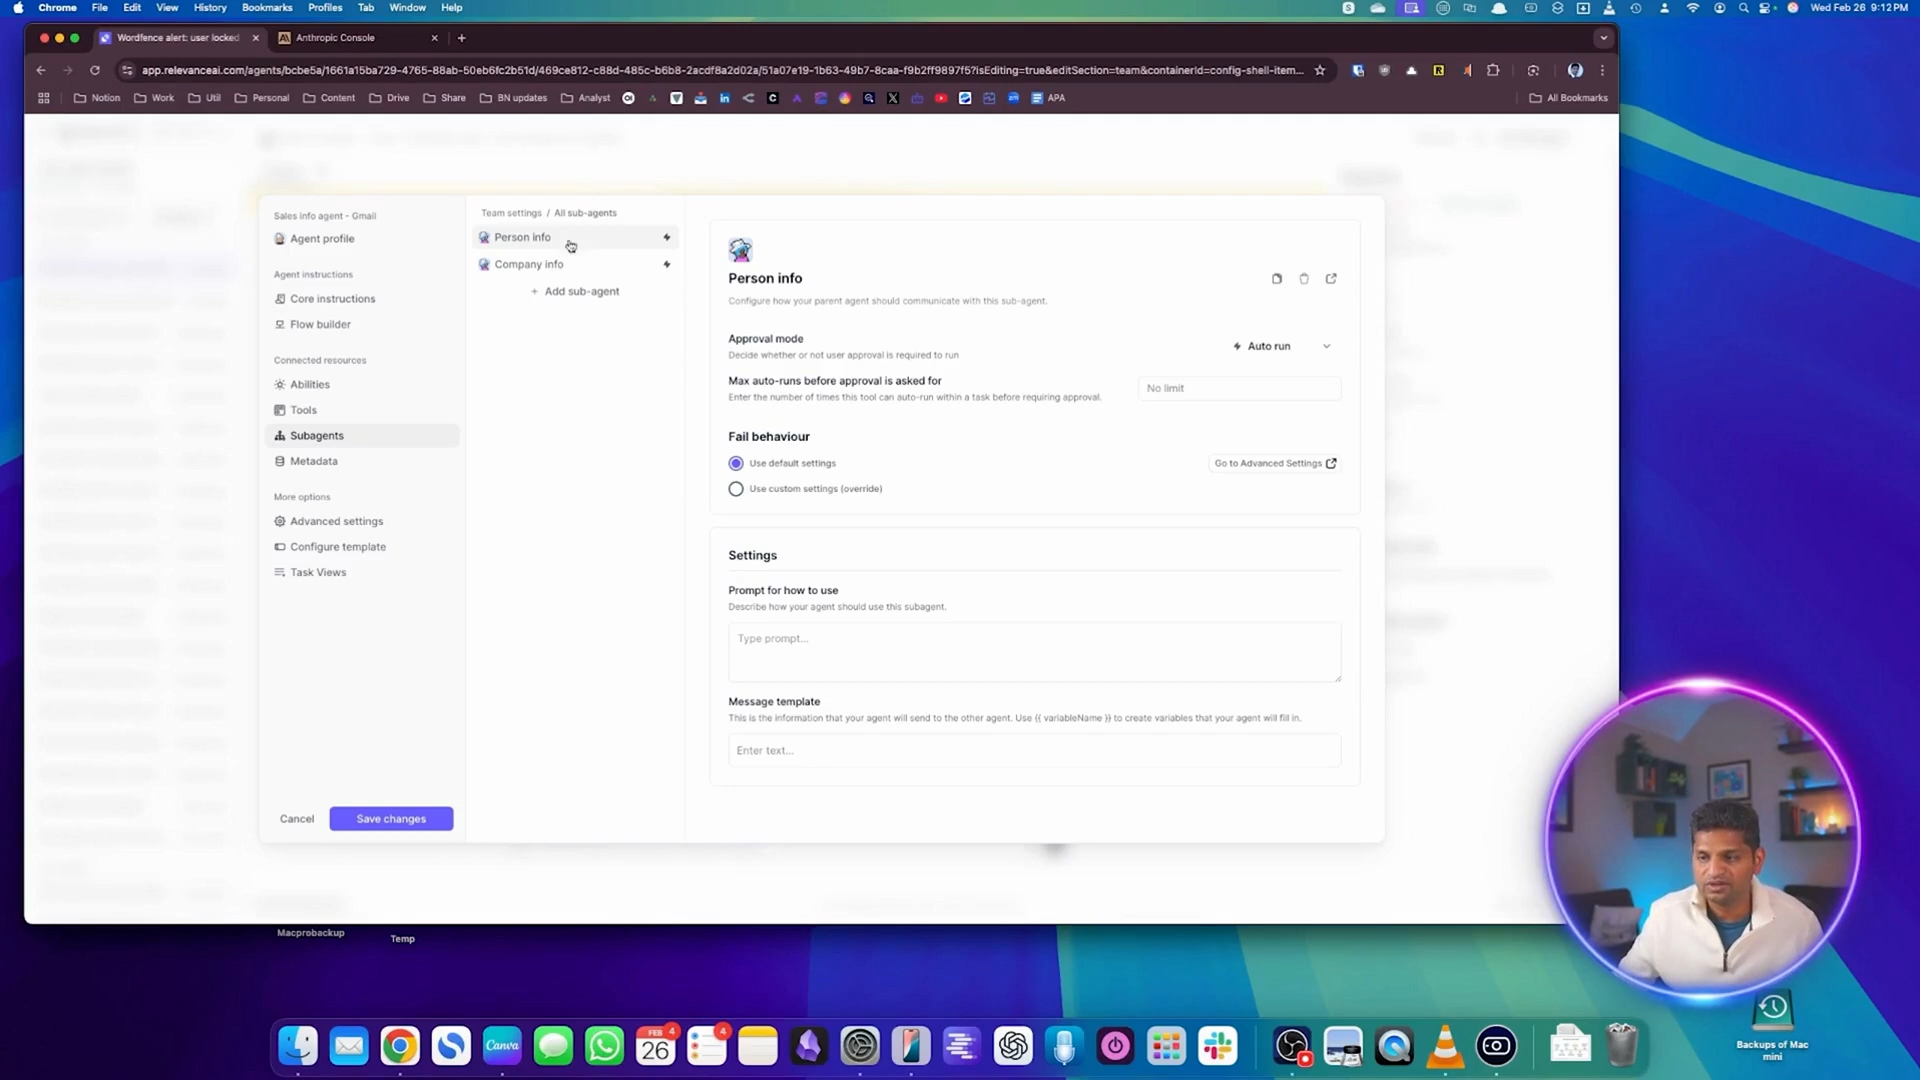 Chrome File Edit View History Bookmarks Profiles Tab Window Help
Wed Feb 26 9:12 PM
Wordfence alert: user locked
Anthropic Console
app.relevanceai.com/agents/bcbe5a/1661a15ba729-4765-88ab-50eb6fc2b51d/469ce812-c88d-485c-b6b8-2acdf8a2d02a/51a07e19-1b63-49b7-8caa-f9b2ff9897f5?isEditing=true&editSection=team&containerId=config-shell-item...
Notion Work Util Personal Content Drive Share BN updates Analyst APA All Bookmarks
Sales info agent - Gmail
Agent profile
Agent instructions
Core instructions
Flow builder
Connected resources
Abilities
Tools
Subagents
Metadata
More options
Advanced settings
Configure template
Task Views
Cancel
Save changes
Team settings / All sub-agents
Person info
Company info
+ Add sub-agent
Person info
Configure how your parent agent should communicate with this sub-agent.
Approval mode
Decide whether or not user approval is required to run
Auto run
Max auto-runs before approval is asked for
Enter the number of times this tool can auto-run within a task before requiring approval.
No limit
Fail behaviour
Use default settings
Go to Advanced Settings
Use custom settings (override)
Settings
Prompt for how to use
Describe how your agent should use this subagent.
Type prompt...
Message template
This is the information that your agent will send to the other agent. Use {{ variableName }} to create variables that your agent will fill in.
Enter text...
Macprobackup
Temp
Canva
FEB
26
4
4
Backups of Mac
mini